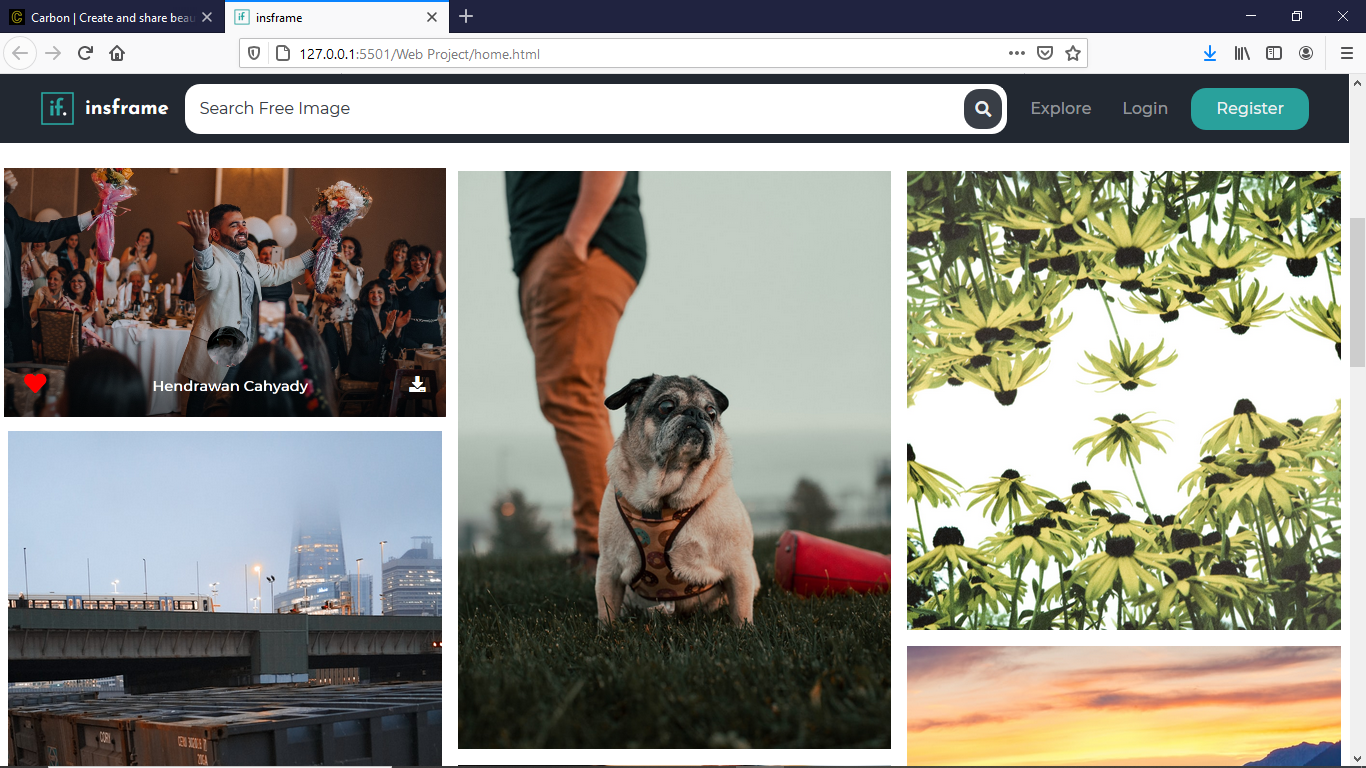 Carbon | Create and share beau
insframe
127.0.0.1:5501/Web Project/home.html
if. insframe
Search Free Image
Explore
Login
Register
Hendrawan Cahyady
CORY